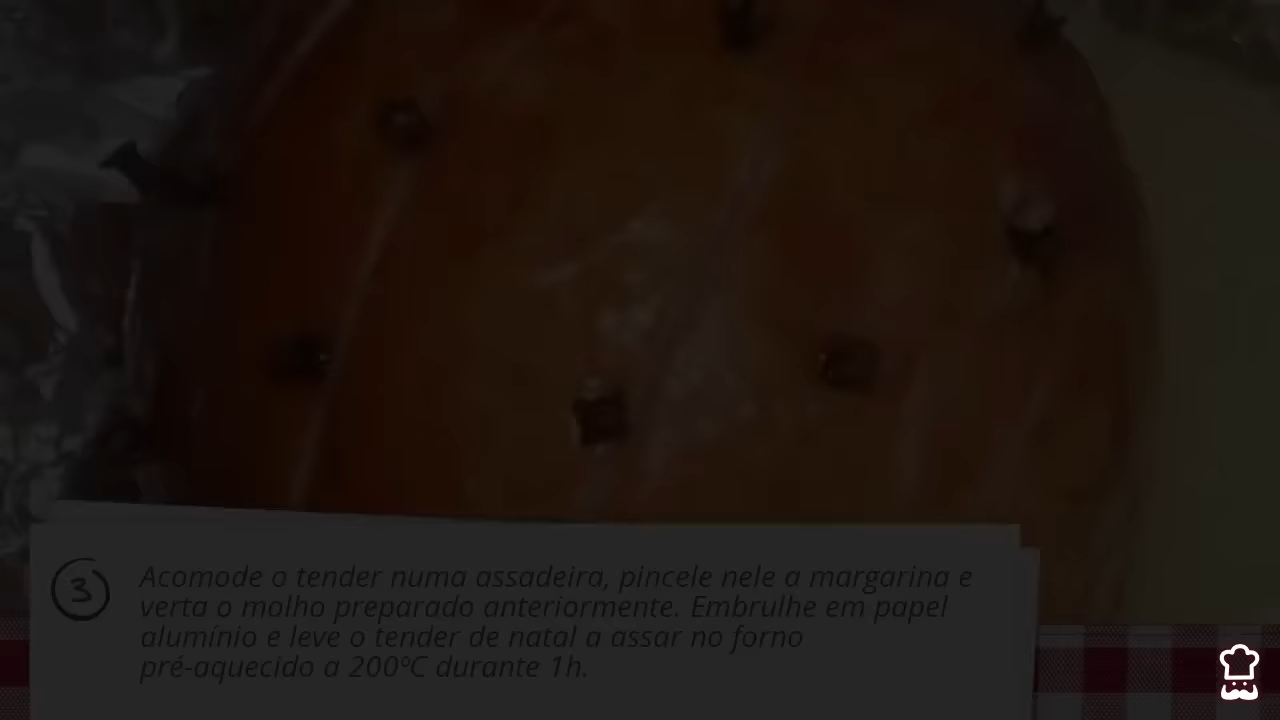 3
Acomode o tender numa assadeira, pincele nele a margarina e
verta o molho preparado anteriormente. Embrulhe em papel
alumínio e leve o tender de natal a assar no forno
pré-aquecido a 200ºC durante 1h.